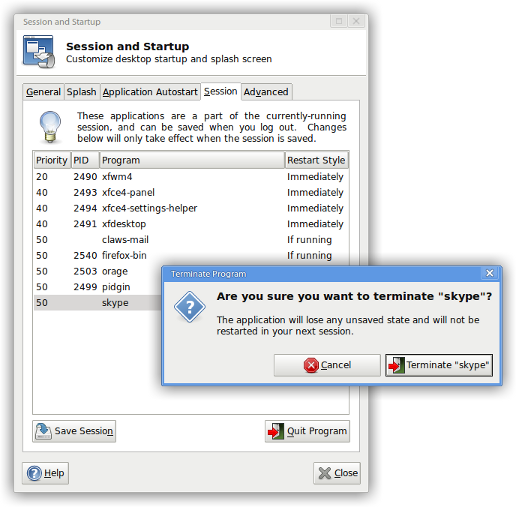 Session and Startup
Session and Startup
Customize desktop startup and splash screen
General Splash Application Autostart Session Advanced
These applications are a part of the currently-running
session, and can be saved when you log out. Changes
below will only take effect when the session is saved.
Priority PID Program Restart Style
20 2490 xfwm4 Immediately
40 2493 xfce4-panel Immediately
40 2494 xfce4-settings-helper Immediately
40 2491 xfdesktop Immediately
50 claws-mail If running
50 2540 firefox-bin If running
50 2503 orage
50 2499 pidgin
50 skype
Terminate Program
Are you sure you want to terminate "skype"?
The application will lose any unsaved state and will not be
restarted in your next session.
Cancel Terminate "skype"
Save Session Quit Program
Help Close